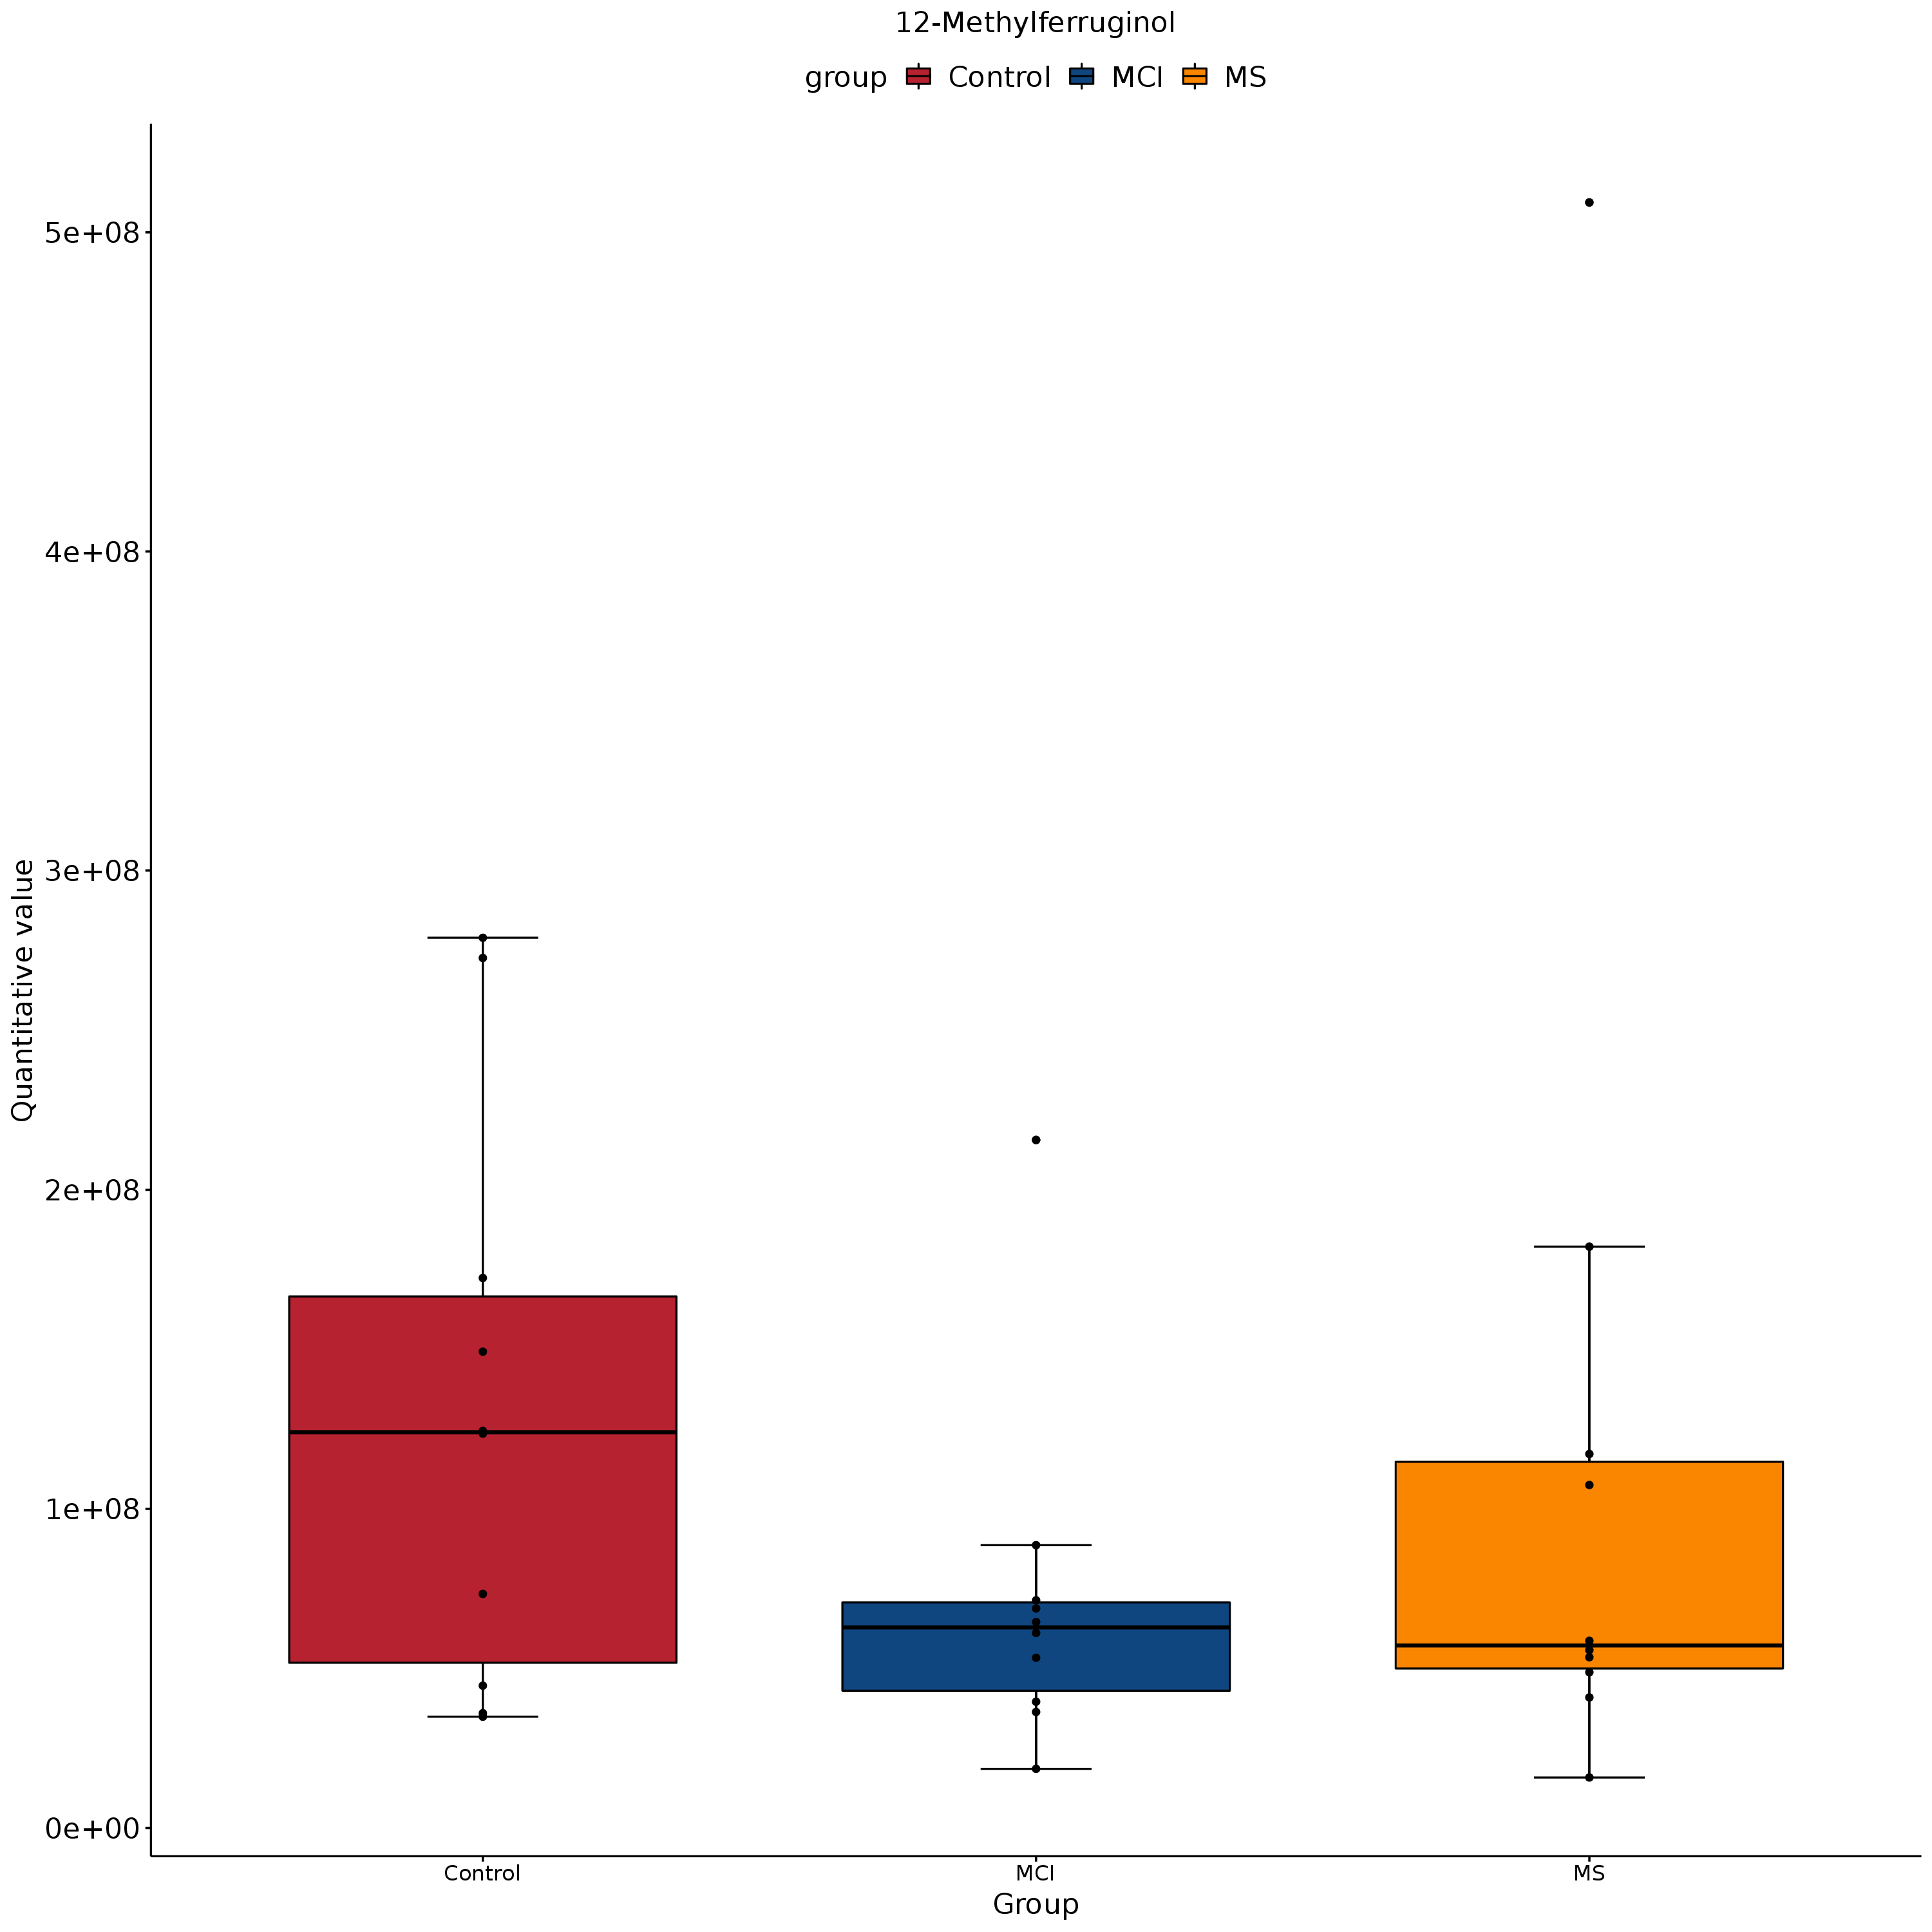 12-Methylferruginol
group Control MCI MS
5e+08
4e+08
3e+08
2e+08
1e+08
0e+00
Quantitative value
Control MCI MS
Group